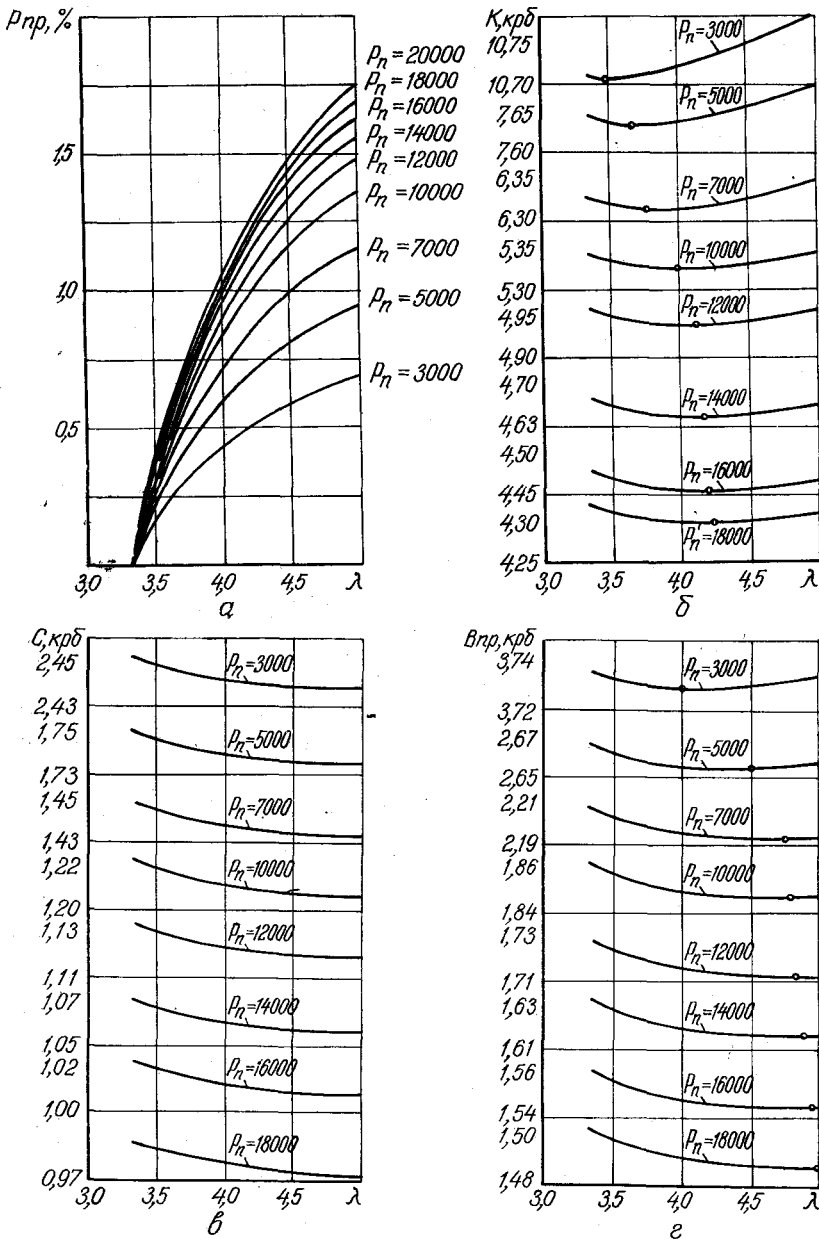 Pпр, %
1,5
1,0
0,5
3,0 3,5 4,0 4,5 λ
Pп=20000
Pп=18000
Pп=16000
Pп=14000
Pп=12000
Pп=10000
Pп=7000
Pп=5000
Pп=3000
а
K, крб
10,75
10,70
7,65
7,60
6,35
6,30
5,35
5,30
4,95
4,90
4,70
4,63
4,50
4,45
4,30
4,25
Pп=3000
Pп=5000
Pп=7000
Pп=10000
Pп=12000
Pп=14000
Pп=16000
Pп=18000
3,0 3,5 4,0 4,5 λ
б
C, крб
2,45
2,43
1,75
1,73
1,45
1,43
1,22
1,20
1,13
1,11
1,07
1,05
1,02
1,00
0,97
Pп=3000
Pп=5000
Pп=7000
Pп=10000
Pп=12000
Pп=14000
Pп=16000
Pп=18000
3,0 3,5 4,0 4,5 λ
в
Bпр, крб
3,74
3,72
2,67
2,65
2,21
2,19
1,86
1,84
1,73
1,71
1,63
1,61
1,56
1,54
1,50
1,48
Pп=3000
Pп=5000
Pп=7000
Pп=10000
Pп=12000
Pп=14000
Pп=16000
Pп=18000
3,0 3,5 4,0 4,5 λ
г